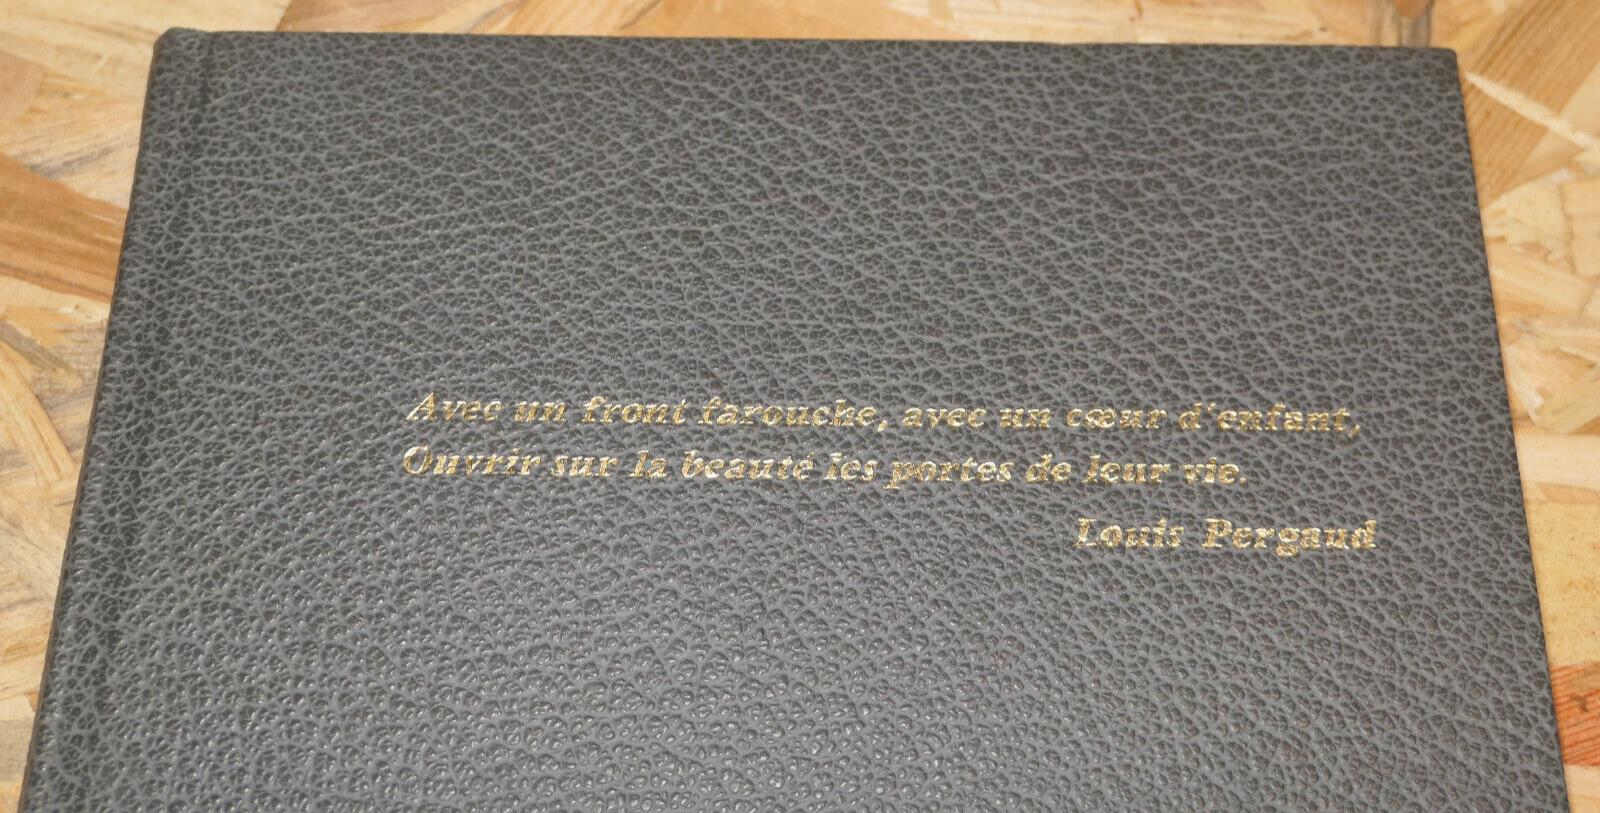 Avec un front farouche, avec un cœur d'enfant,
Ouvrir sur la beauté les portes de leur vie.
Louis Pergaud